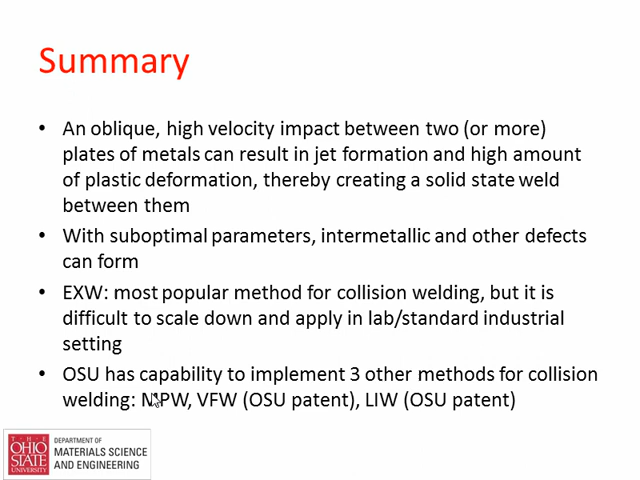 Summary
• An oblique, high velocity impact between two (or more)
plates of metals can result in jet formation and high amount
of plastic deformation, thereby creating a solid state weld
between them
• With suboptimal parameters, intermetallic and other defects
can form
• EXW: most popular method for collision welding, but it is
difficult to scale down and apply in lab/standard industrial
setting
• OSU has capability to implement 3 other methods for collision
welding: MPW, VFW (OSU patent), LIW (OSU patent)
THE
OHIO
STATE
UNIVERSITY
DEPARTMENT OF
MATERIALS SCIENCE
AND ENGINEERING